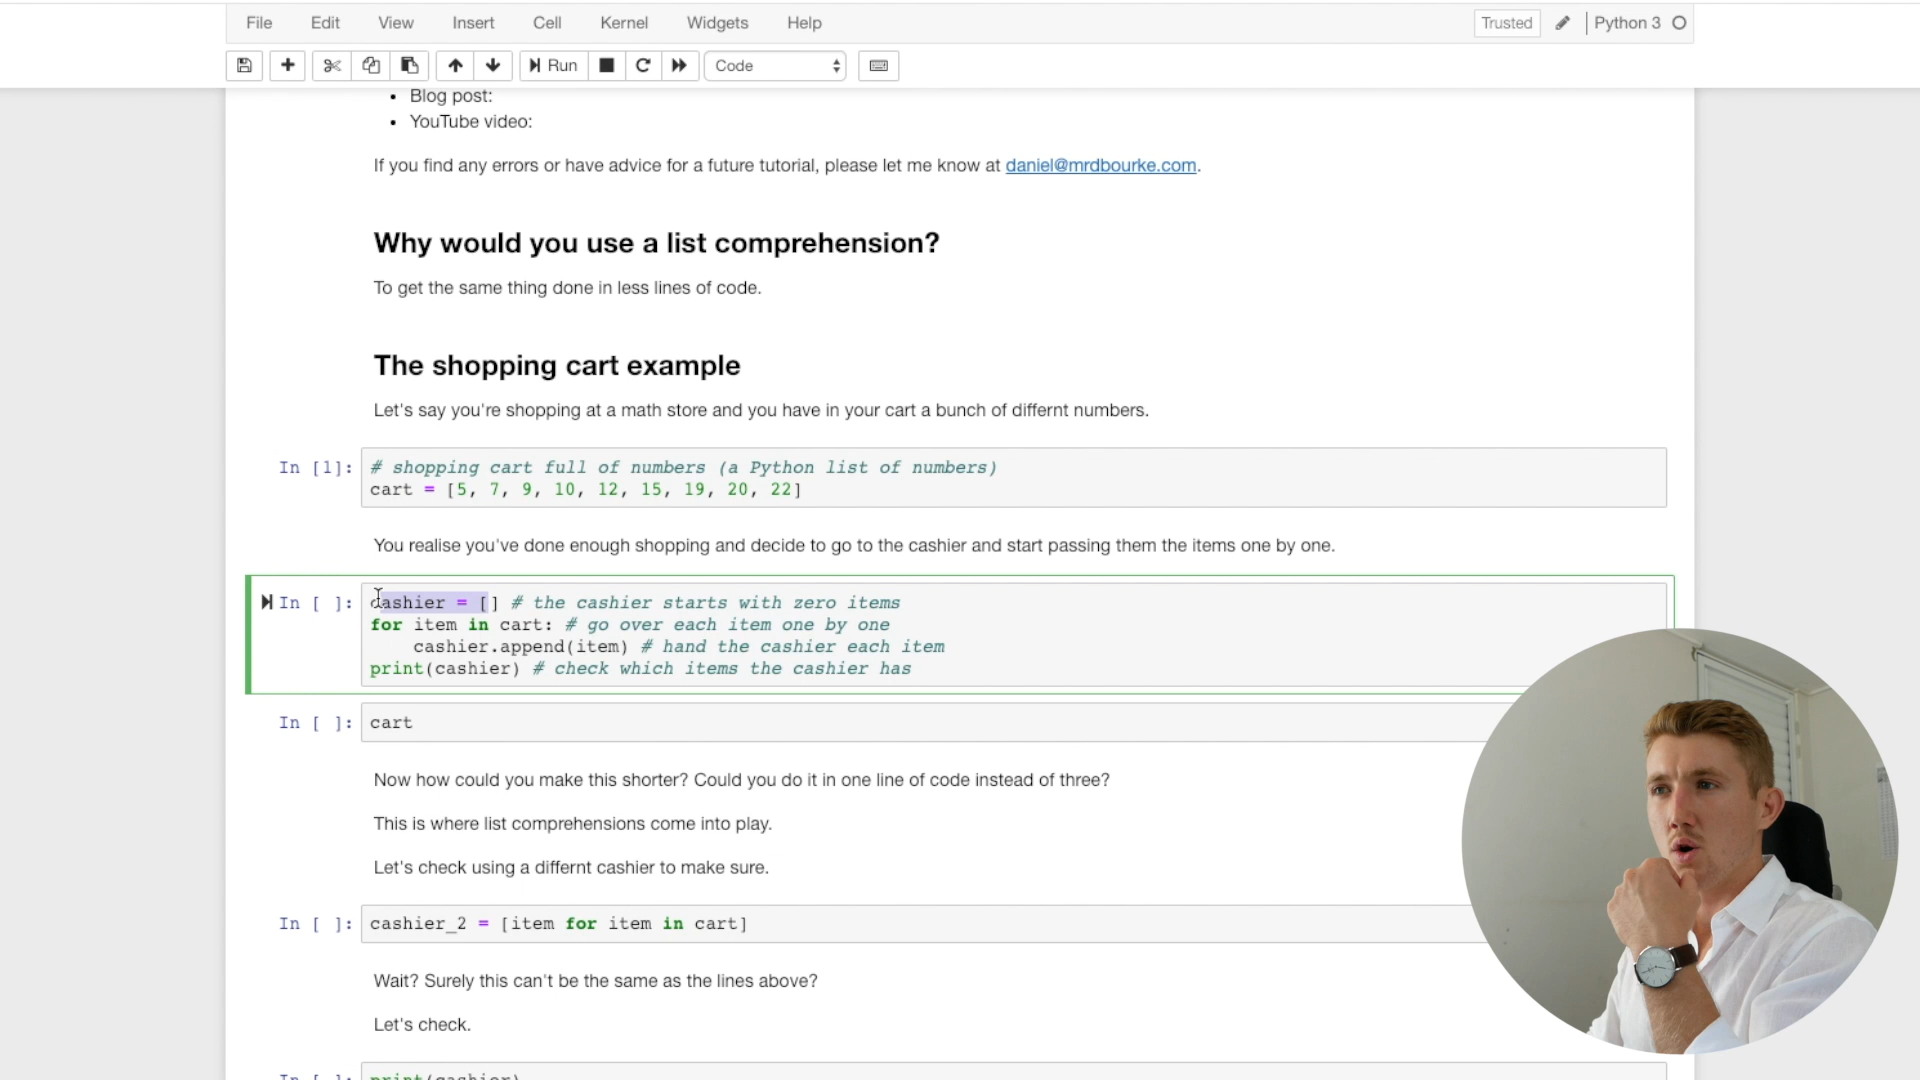 File Edit View Insert Cell Kernel Widgets Help Trusted Python 3
Run Code
• Blog post:
• YouTube video:
If you find any errors or have advice for a future tutorial, please let me know at daniel@mrdbourke.com.
Why would you use a list comprehension?
To get the same thing done in less lines of code.
The shopping cart example
Let's say you're shopping at a math store and you have in your cart a bunch of differnt numbers.
In [1]: # shopping cart full of numbers (a Python list of numbers)
cart = [5, 7, 9, 10, 12, 15, 19, 20, 22]
You realise you've done enough shopping and decide to go to the cashier and start passing them the items one by one.
In [ ]: cashier = [] # the cashier starts with zero items
for item in cart: # go over each item one by one
    cashier.append(item) # hand the cashier each item
print(cashier) # check which items the cashier has
In [ ]: cart
Now how could you make this shorter? Could you do it in one line of code instead of three?
This is where list comprehensions come into play.
Let's check using a differnt cashier to make sure.
In [ ]: cashier_2 = [item for item in cart]
Wait? Surely this can't be the same as the lines above?
Let's check.
In [ ]: print(cashier)